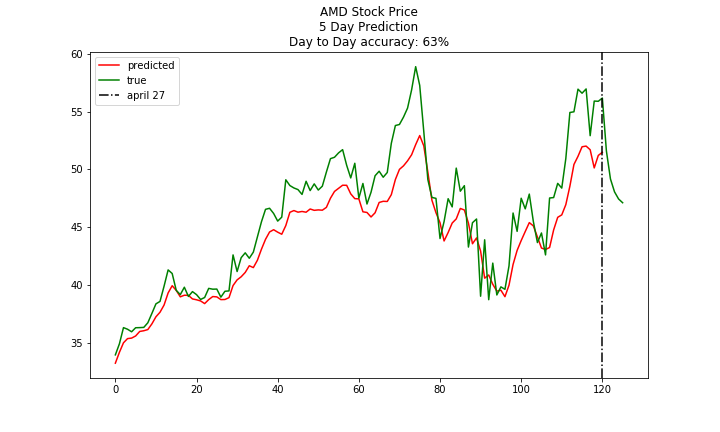 AMD Stock Price
5 Day Prediction
Day to Day accuracy: 63%
predicted
true
april 27
60
55
50
45
40
35
0
20
40
60
80
100
120